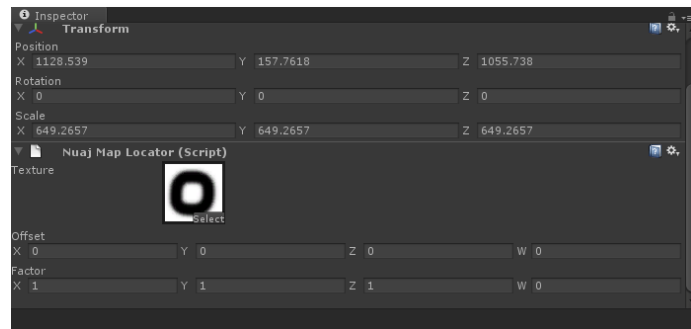 Inspector
Transform
Position
X 1128.539 Y 157.7618 Z 1055.738
Rotation
X 0 Y 0 Z 0
Scale
X 649.2657 Y 649.2657 Z 649.2657
Nuaj Map Locator (Script)
Texture
Select
Offset
X 0 Y 0 Z 0 W 0
Factor
X 1 Y 1 Z 1 W 0